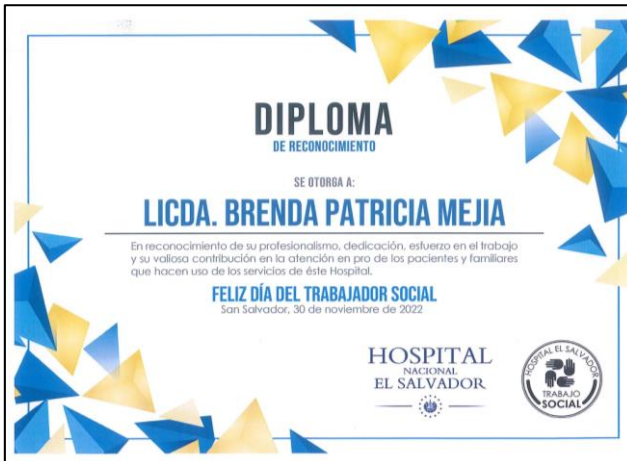 DIPLOMA
DE RECONOCIMIENTO
SE OTORGA A:
LICDA. BRENDA PATRICIA MEJIA
En reconocimiento de su profesionalismo, dedicación, esfuerzo en el trabajo
y su valiosa contribución en la atención en pro de los pacientes y familiares
que hacen uso de los servicios de éste Hospital.
FELIZ DÍA DEL TRABAJADOR SOCIAL
San Salvador, 30 de noviembre de 2022
HOSPITAL
NACIONAL
EL SALVADOR
HOSPITAL EL SALVADOR
TRABAJO
SOCIAL